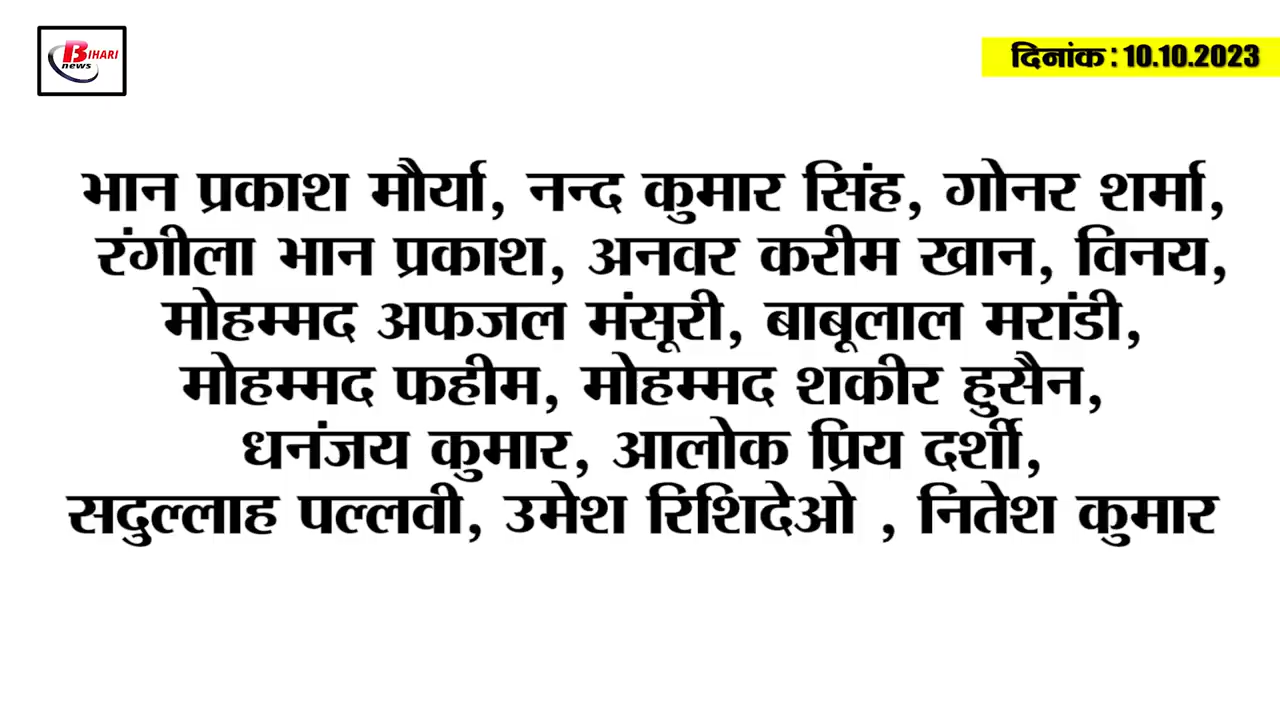 BIHARI
news
दिनांक : 10.10.2023
भान प्रकाश मौर्या, नन्द कुमार सिंह, गोनर शर्मा,
रंगीला भान प्रकाश, अनवर करीम खान, विनय,
मोहम्मद अफजल मंसूरी, बाबूलाल मरांडी,
मोहम्मद फहीम, मोहम्मद शकीर हुसैन,
धनंजय कुमार, आलोक प्रिय दर्शी,
सदुल्लाह पल्लवी, उमेश रिशिदेओ , नितेश कुमार